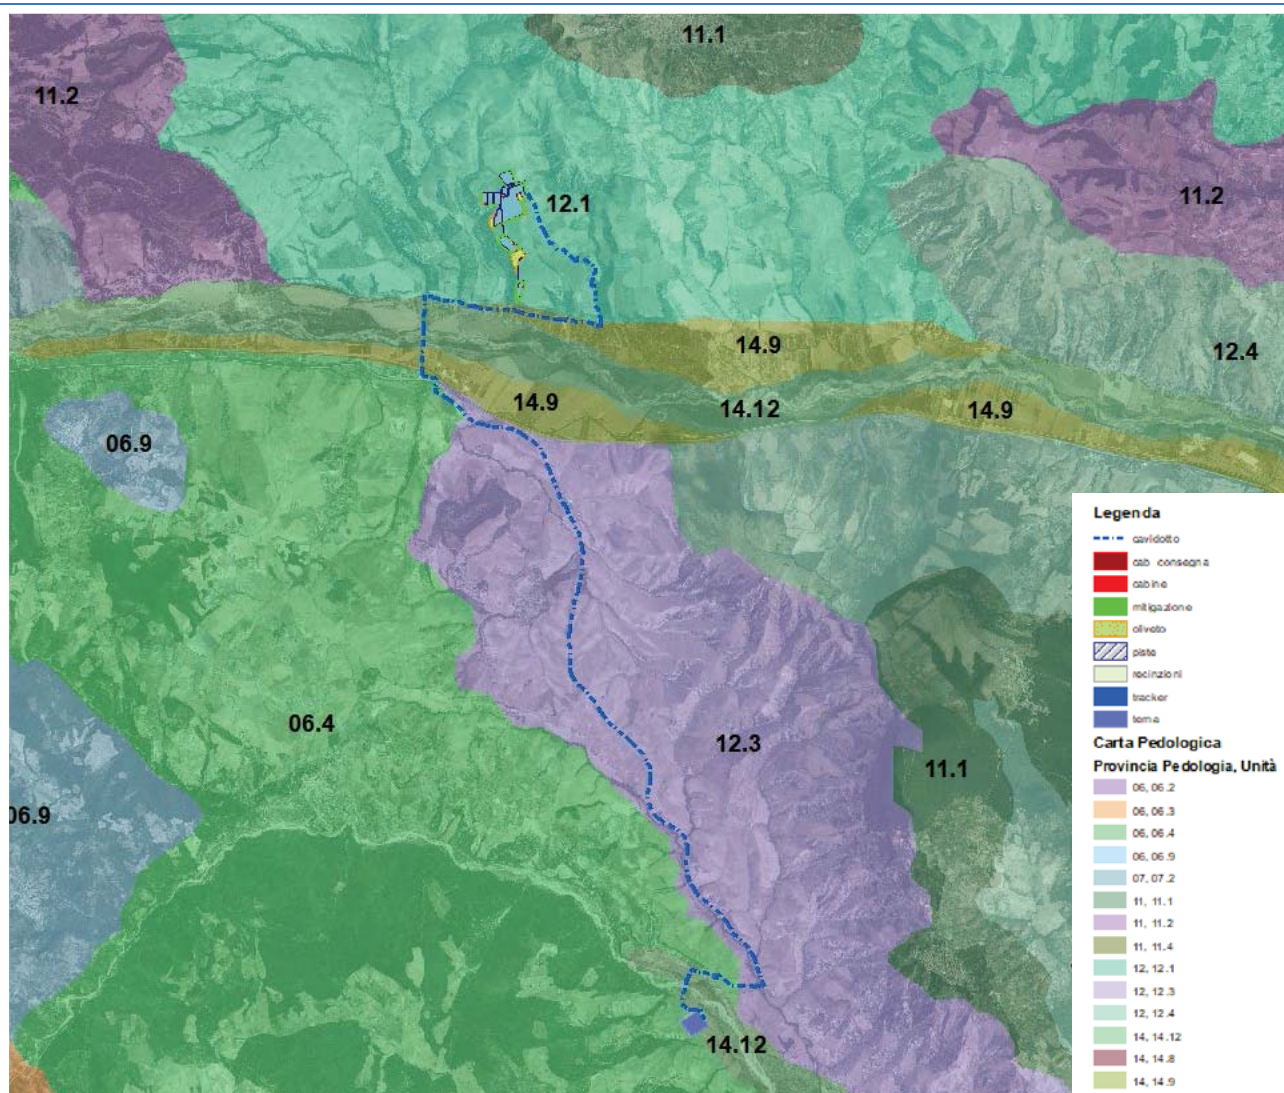 11.1
11.2
11.2
12.1
14.9
12.4
14.9
14.12
14.9
06.9
06.4
12.3
11.1
06.9
14.12
Legenda
cavidotto
cab_consegna
cabine
mitigazione
oliveto
piste
recinzioni
tracker
terna
Carta Pedologica
Provincia Pedologia, Unità
06, 06.2
06, 06.3
06, 06.4
06, 06.9
07, 07.2
11, 11.1
11, 11.2
11, 11.4
12, 12.1
12, 12.3
12, 12.4
14, 14.12
14, 14.8
14, 14.9